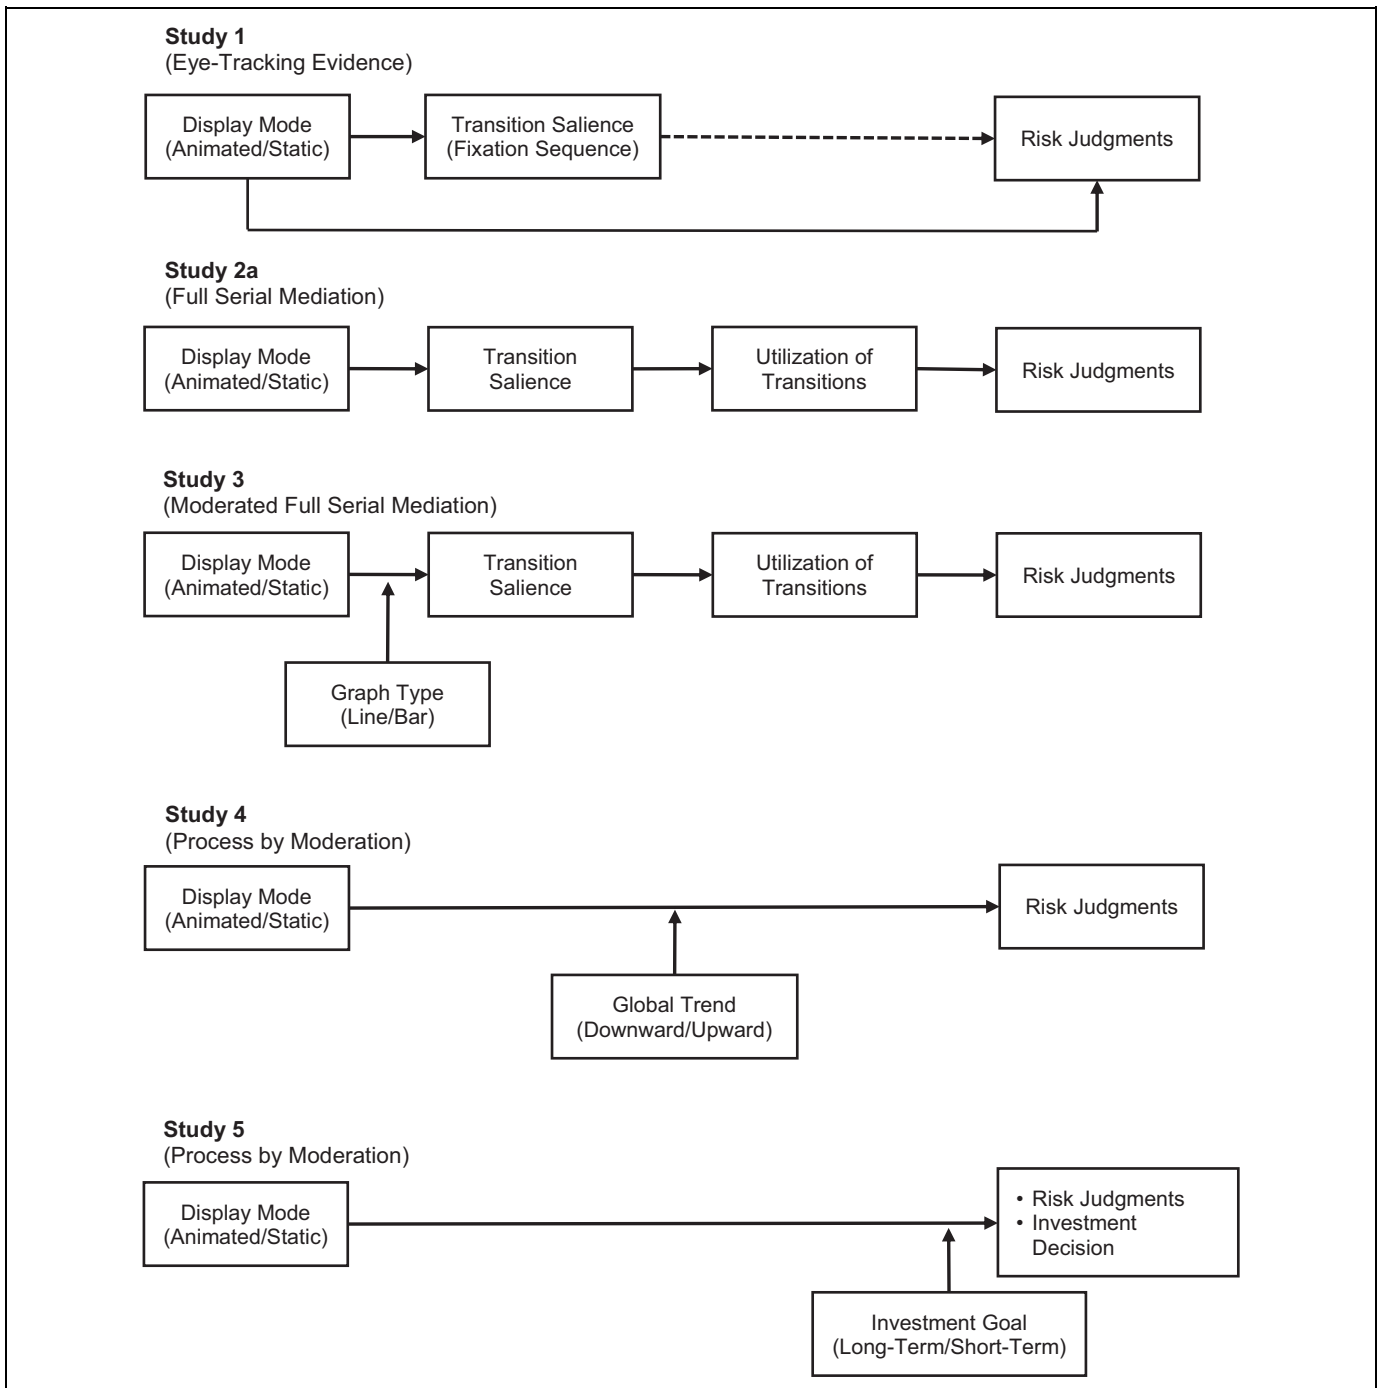 Study 1
(Eye-Tracking Evidence)
Display Mode
(Animated/Static)
Transition Salience
(Fixation Sequence)
Risk Judgments
Study 2a
(Full Serial Mediation)
Display Mode
(Animated/Static)
Transition
Salience
Utilization of
Transitions
Risk Judgments
Study 3
(Moderated Full Serial Mediation)
Display Mode
(Animated/Static)
Transition
Salience
Utilization of
Transitions
Risk Judgments
Graph Type
(Line/Bar)
Study 4
(Process by Moderation)
Display Mode
(Animated/Static)
Risk Judgments
Global Trend
(Downward/Upward)
Study 5
(Process by Moderation)
Display Mode
(Animated/Static)
• Risk Judgments
• Investment
Decision
Investment Goal
(Long-Term/Short-Term)